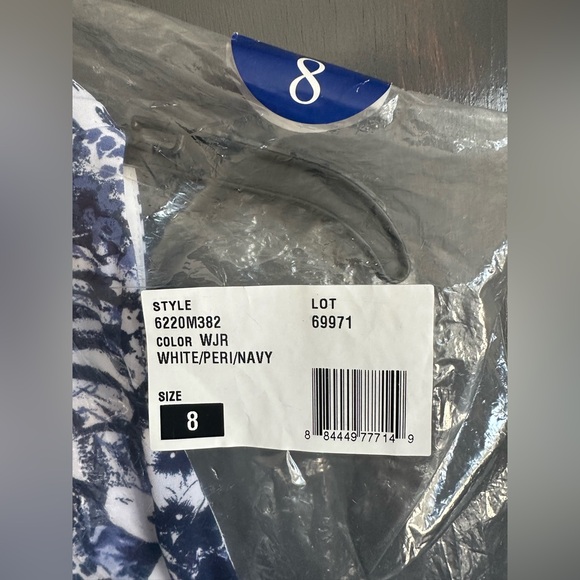 8
STYLE
6220M382
COLOR WJR
WHITE/PERI/NAVY
LOT
69971
SIZE
8
8 84449 77714 9